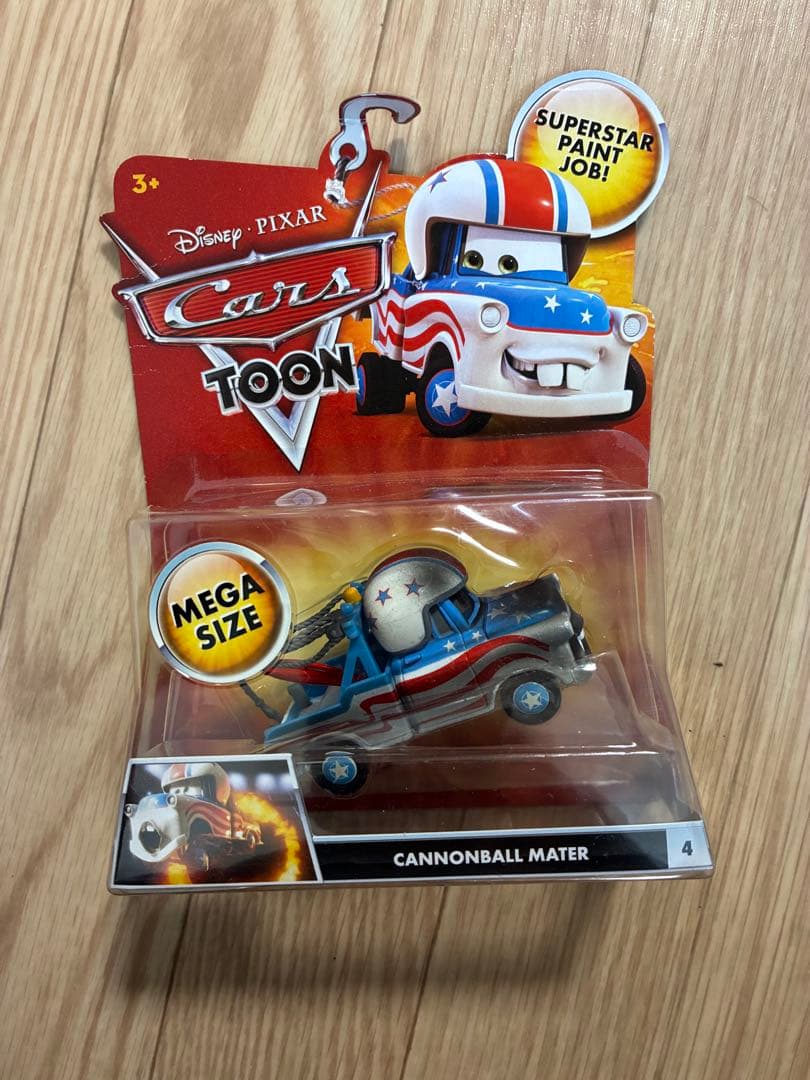 3+
SUPERSTAR
PAINT
JOB!
Disney · PIXAR
Cars
TOON
MEGA
SIZE
CANNONBALL MATER
4